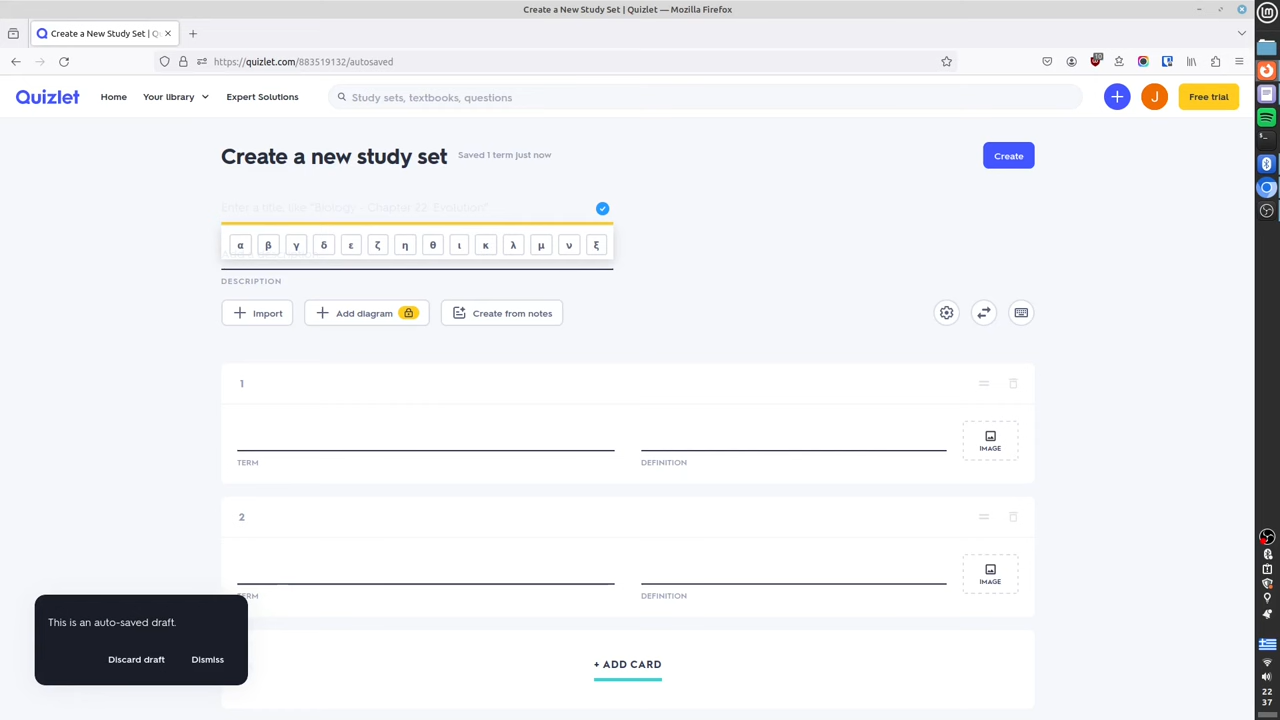 Create a New Study Set | Quizlet — Mozilla Firefox
Create a New Study Set | Q
https://quizlet.com/883519132/autosaved
Quizlet
Home
Your library
Expert Solutions
Study sets, textbooks, questions
J
Free trial
Create a new study set
Saved 1 term just now
Create
Enter a title, like "Biology - Chapter 22: Evolution"
α β γ δ ε ζ η θ ι κ λ μ ν ξ
DESCRIPTION
Import
Add diagram
Create from notes
1
TERM
DEFINITION
IMAGE
2
TERM
DEFINITION
IMAGE
This is an auto-saved draft.
Discard draft
Dismiss
+ ADD CARD
22
37